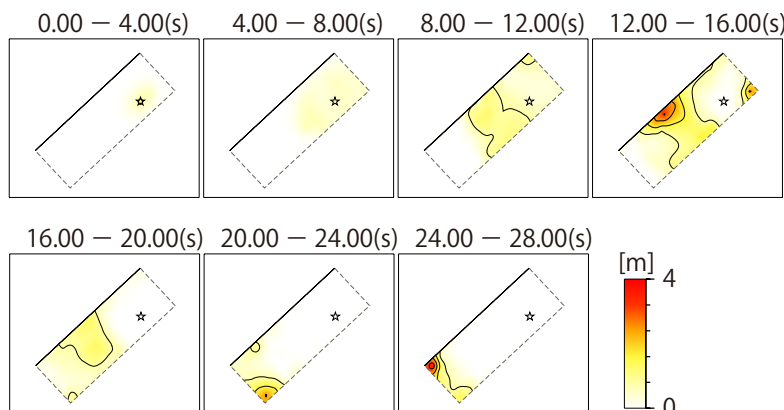 0.00 − 4.00(s)
4.00 − 8.00(s)
8.00 − 12.00(s)
12.00 − 16.00(s)
16.00 − 20.00(s)
20.00 − 24.00(s)
24.00 − 28.00(s)
[m]
4
0